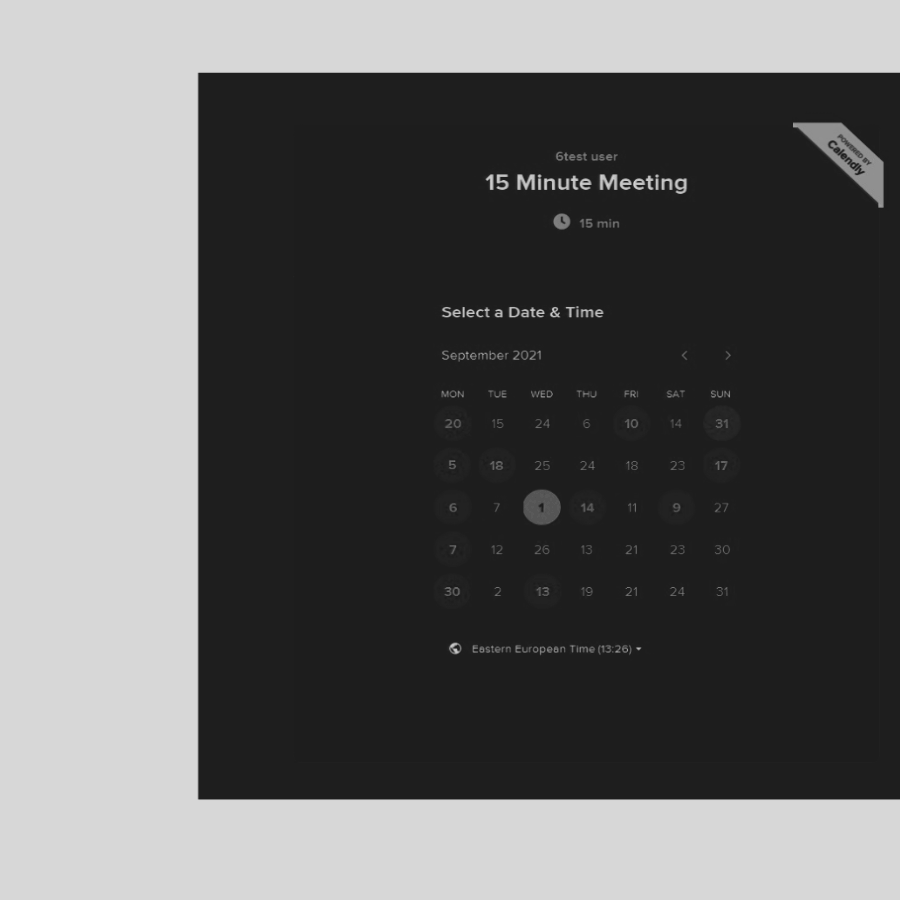 POWERED BY
Calendly
6test user
15 Minute Meeting
15 min
Select a Date & Time
September 2021
MON TUE WED THU FRI SAT SUN
20 15 24 6 10 14 31
5 18 25 24 18 23 17
6 7 1 14 11 9 27
7 12 26 13 21 23 30
30 2 13 19 21 24 31
Eastern European Time (13:26)